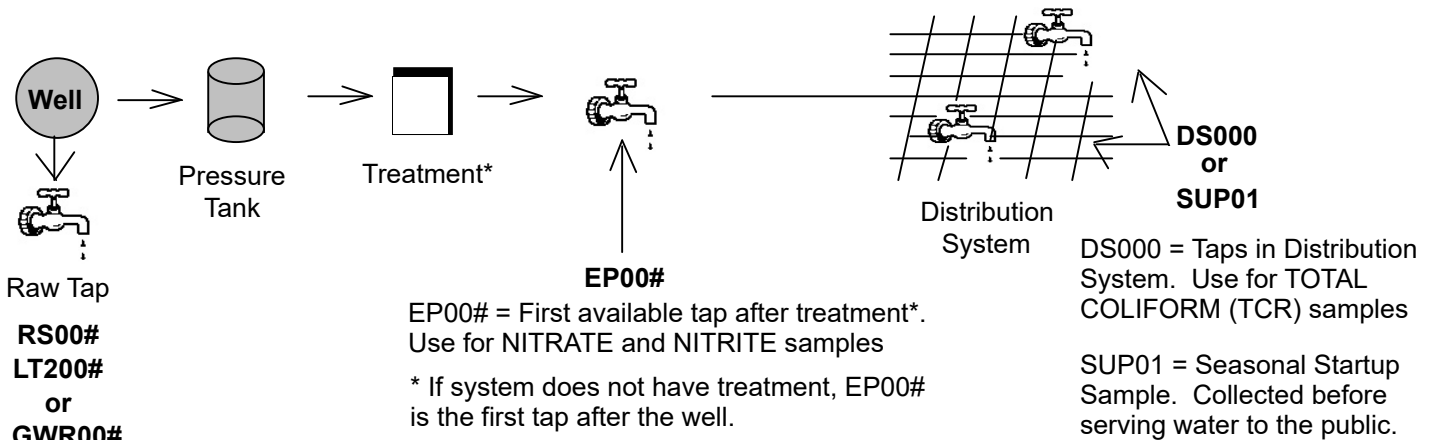 Well
Pressure
Tank
Treatment*
Raw Tap
RS00#
LT200#
or
GWR00#
EP00#
EP00# = First available tap after treatment*.
Use for NITRATE and NITRITE samples
* If system does not have treatment, EP00#
is the first tap after the well.
Distribution
System
DS000
or
SUP01
DS000 = Taps in Distribution
System. Use for TOTAL
COLIFORM (TCR) samples
SUP01 = Seasonal Startup
Sample. Collected before
serving water to the public.